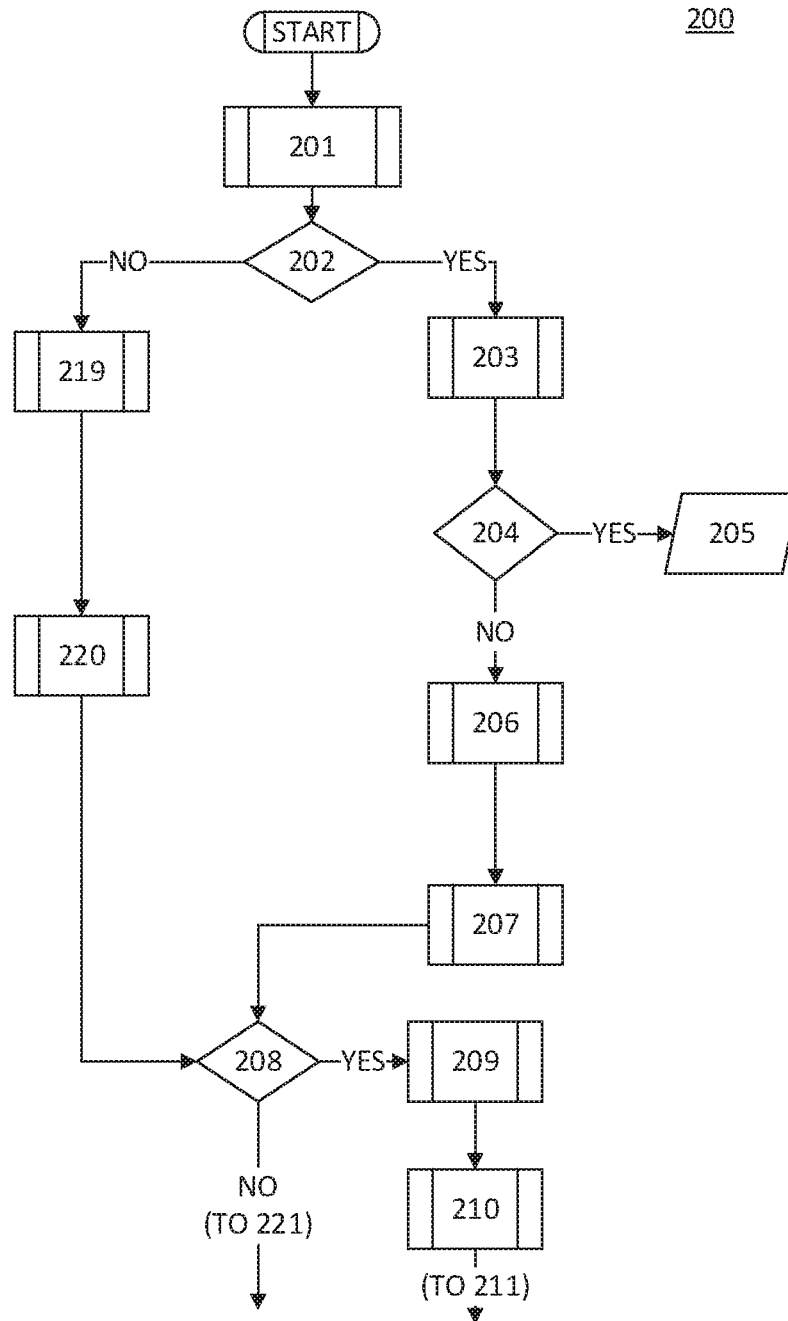 200
START
201
202
NO
YES
219
203
204
YES
205
NO
220
206
207
208
YES
209
NO
(TO 221)
210
(TO 211)